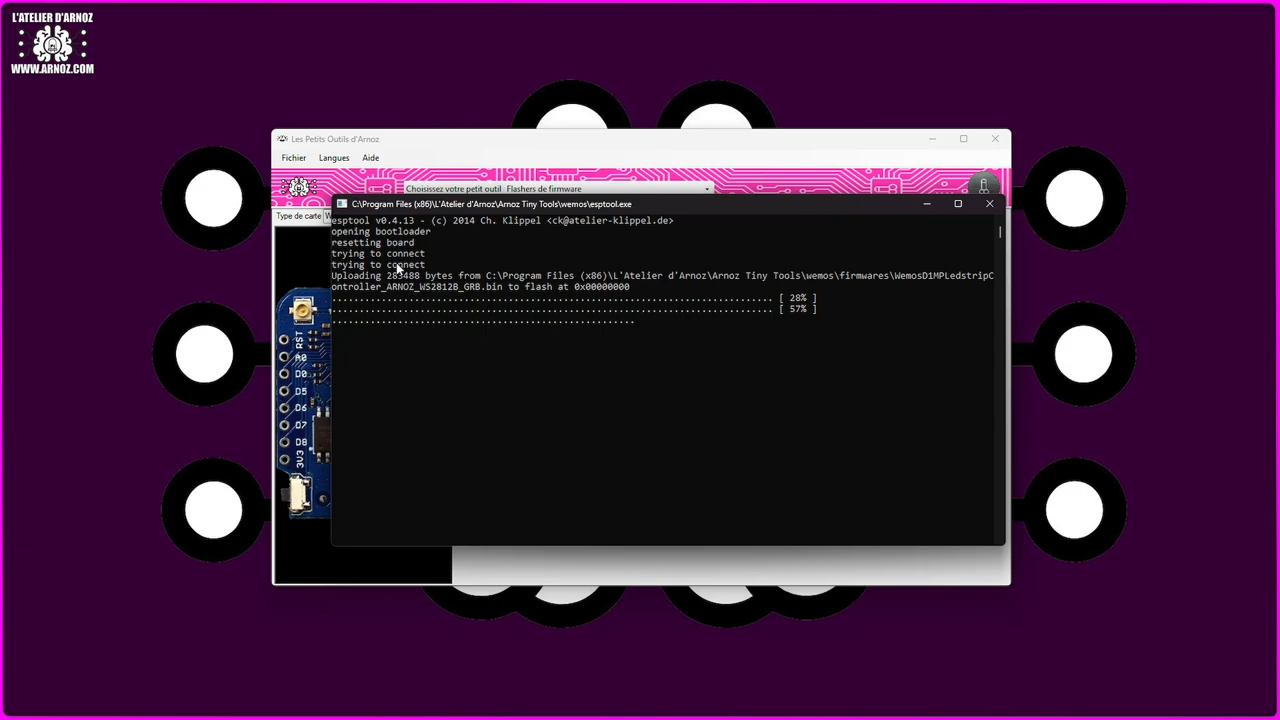 L'ATELIER D'ARNOZ
WWW.ARNOZ.COM
Les Petits Outils d'Arnoz
Fichier Langues Aide
Choisissez votre petit outil Flashers de firmware
Type de carte
C:\Program Files (x86)\L'Atelier d'Arnoz\Arnoz Tiny Tools\wemos\esptool.exe
esptool v0.4.13 - (c) 2014 Ch. Klippel <ck@atelier-klippel.de>
opening bootloader
resetting board
trying to connect
trying to connect
Uploading 283488 bytes from C:\Program Files (x86)\L'Atelier d'Arnoz\Arnoz Tiny Tools\wemos\firmwares\WemosD1MPLedstripC
ontroller_ARNOZ_WS2812B_GRB.bin to flash at 0x00000000
................................................................................ [ 28% ]
................................................................................ [ 57% ]
.......................................................
RST
A0
D0
D5
D6
D7
D8
3V3